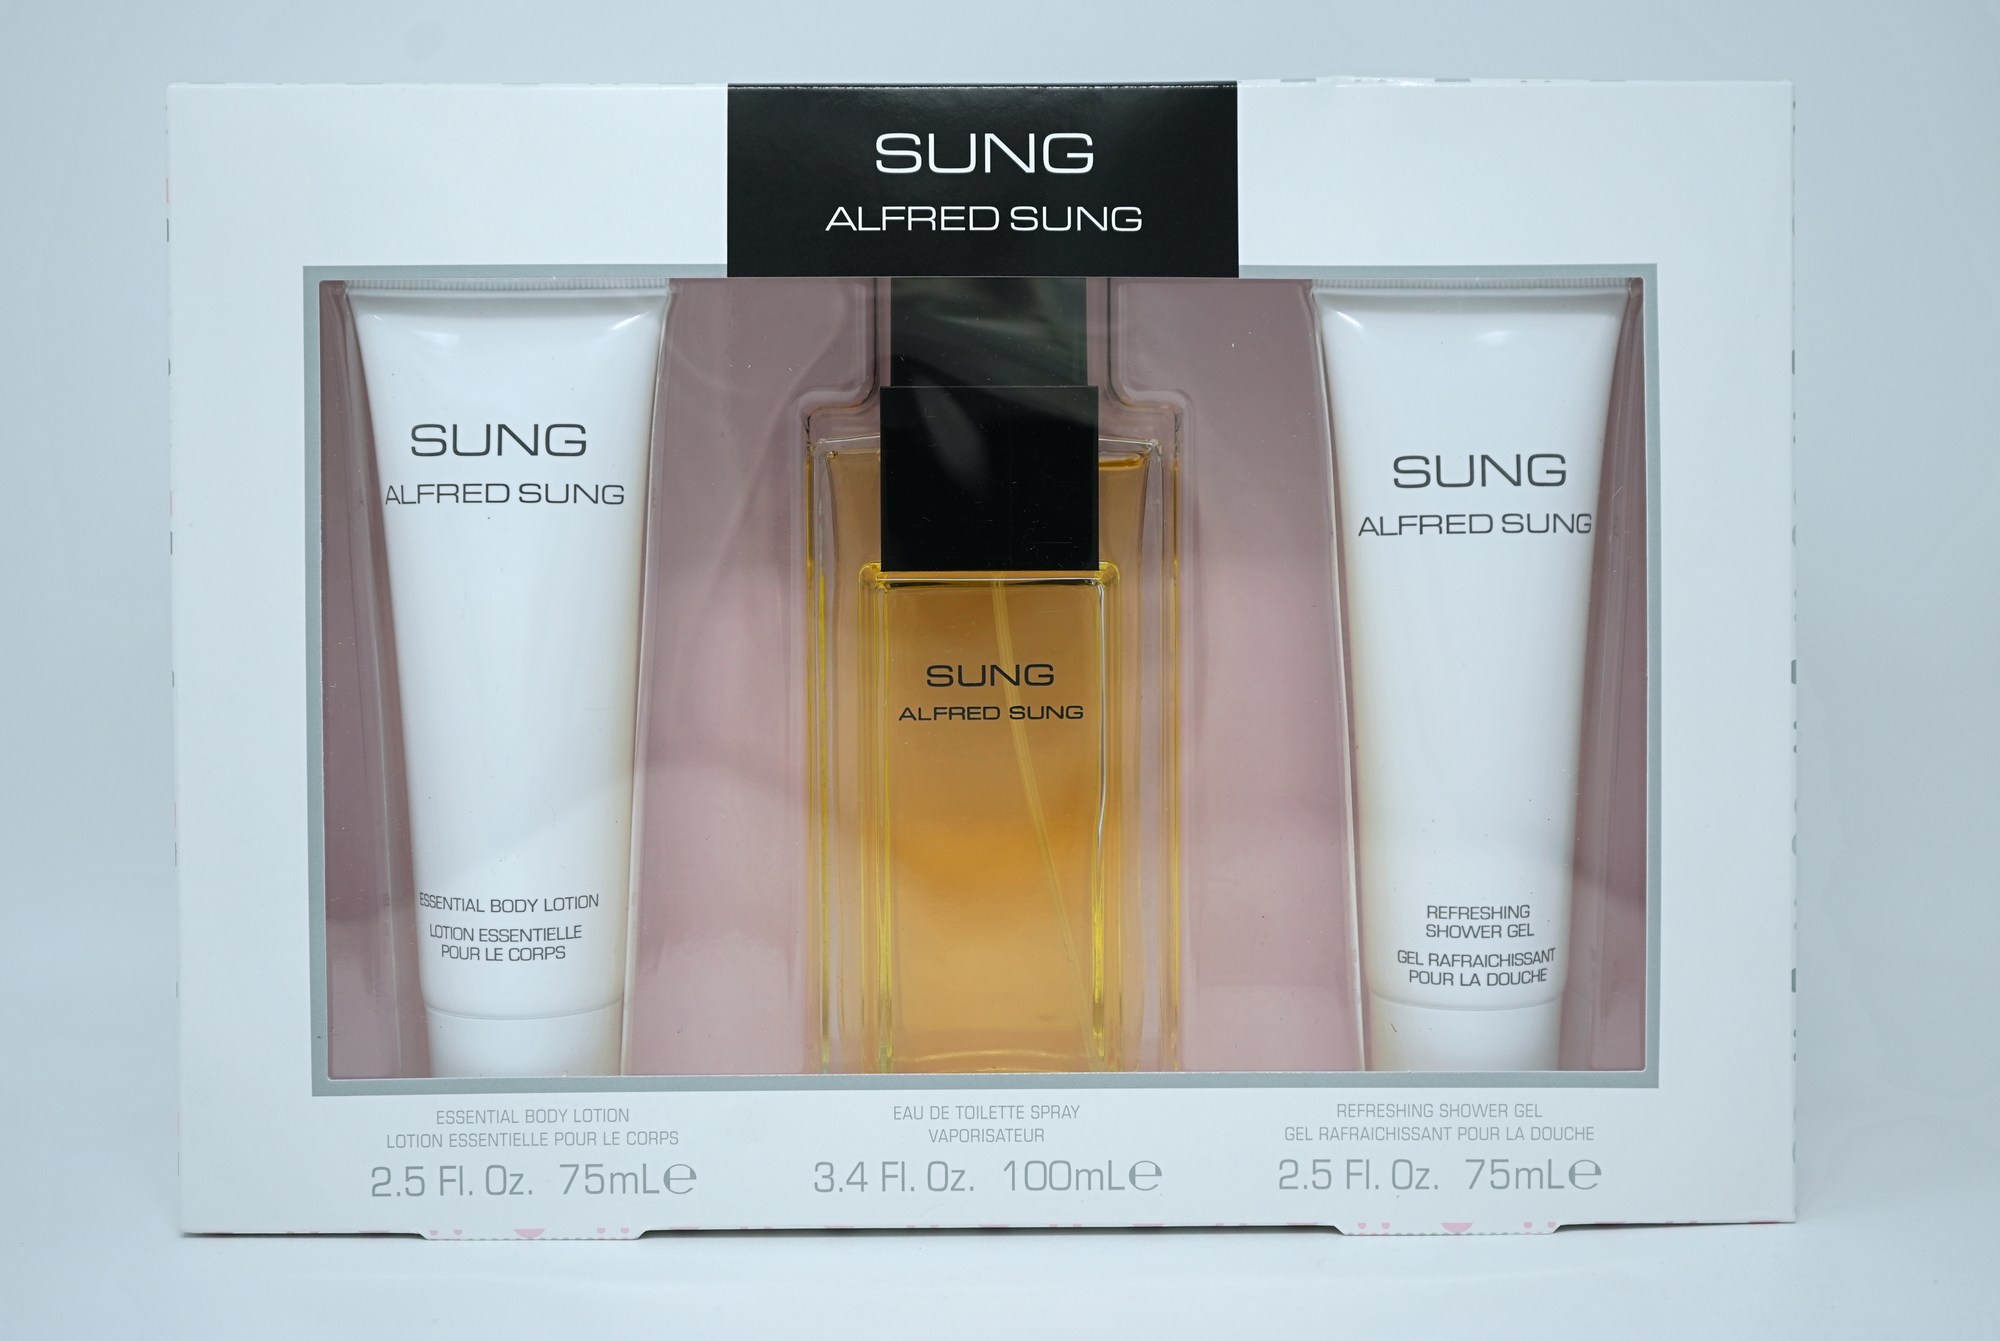 SUNG
ALFRED SUNG
SUNG
ALFRED SUNG
ESSENTIAL BODY LOTION
LOTION ESSENTIELLE
POUR LE CORPS
SUNG
ALFRED SUNG
SUNG
ALFRED SUNG
REFRESHING
SHOWER GEL
GEL RAFRAICHISSANT
POUR LA DOUCHE
ESSENTIAL BODY LOTION
LOTION ESSENTIELLE POUR LE CORPS
2.5 Fl. Oz. 75mL℮
EAU DE TOILETTE SPRAY
VAPORISATEUR
3.4 Fl. Oz. 100mL℮
REFRESHING SHOWER GEL
GEL RAFRAICHISSANT POUR LA DOUCHE
2.5 Fl. Oz. 75mL℮